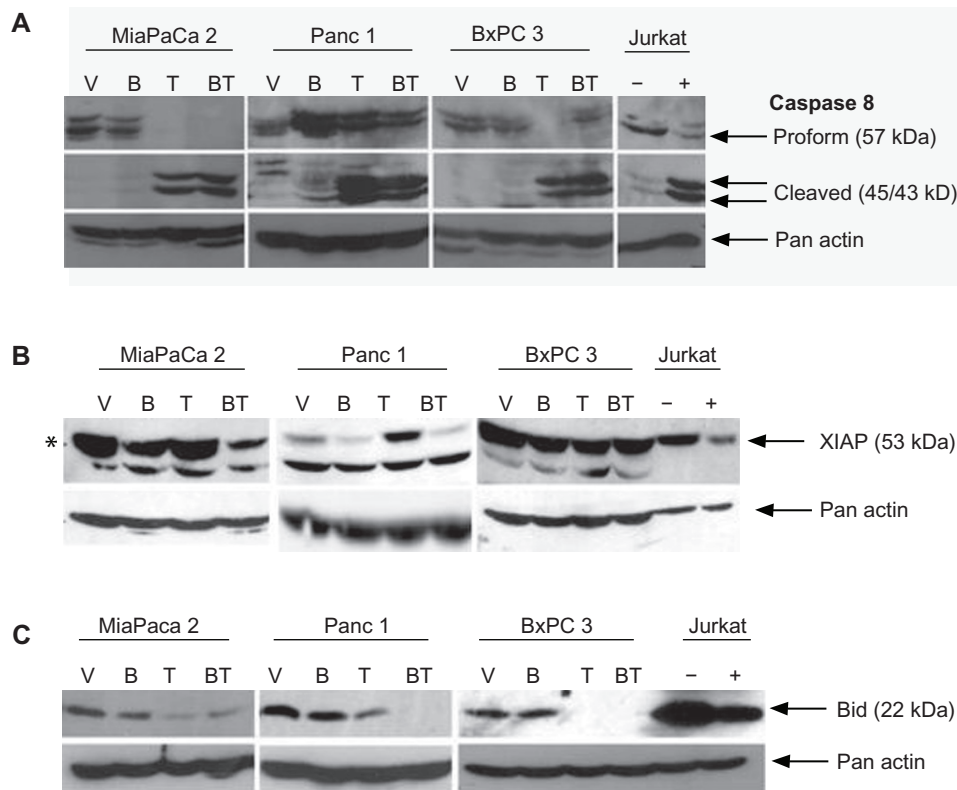 A
MiaPaCa 2 Panc 1 BxPC 3 Jurkat
V B T BT V B T BT V B T BT − +
Caspase 8
Proform (57 kDa)
Cleaved (45/43 kD)
Pan actin
B
MiaPaCa 2 Panc 1 BxPC 3 Jurkat
V B T BT V B T BT V B T BT − +
* XIAP (53 kDa)
Pan actin
C
MiaPaca 2 Panc 1 BxPC 3 Jurkat
V B T BT V B T BT V B T BT − +
Bid (22 kDa)
Pan actin